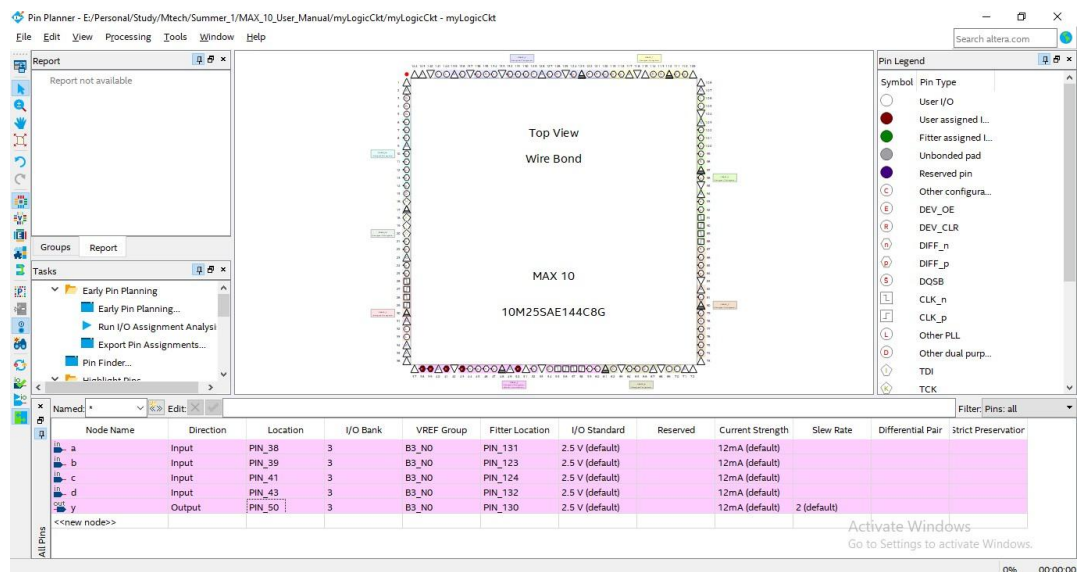 Pin Planner - E:/Personal/Study/Mtech/Summer_1/MAX_10_User_Manual/myLogicCkt/myLogicCkt - myLogicCkt
File Edit View Processing Tools Window Help
Search altera.com
Report
Report not available
Groups Report
Tasks
Early Pin Planning
Early Pin Planning...
Run I/O Assignment Analysi
Export Pin Assignments...
Pin Finder...
Highlight Pins
Top View
Wire Bond
MAX 10
10M25SAE144C8G
Pin Legend
Symbol Pin Type
User I/O
User assigned I...
Fitter assigned I...
Unbonded pad
Reserved pin
C Other configura...
E DEV_OE
R DEV_CLR
n DIFF_n
p DIFF_p
S DQSB
CLK_n
CLK_p
L Other PLL
D Other dual purp...
TDI
TCK
Named: * Edit: Filter: Pins: all
Node Name Direction Location I/O Bank VREF Group Fitter Location I/O Standard Reserved Current Strength Slew Rate Differential Pair Strict Preservation
in a Input PIN_38 3 B3_N0 PIN_131 2.5 V (default) 12mA (default)
in b Input PIN_39 3 B3_N0 PIN_123 2.5 V (default) 12mA (default)
in c Input PIN_41 3 B3_N0 PIN_124 2.5 V (default) 12mA (default)
in d Input PIN_43 3 B3_N0 PIN_132 2.5 V (default) 12mA (default)
out y Output PIN_50 3 B3_N0 PIN_130 2.5 V (default) 12mA (default) 2 (default)
<<new node>>
All Pins
Activate Windows
Go to Settings to activate Windows.
0% 00:00:00